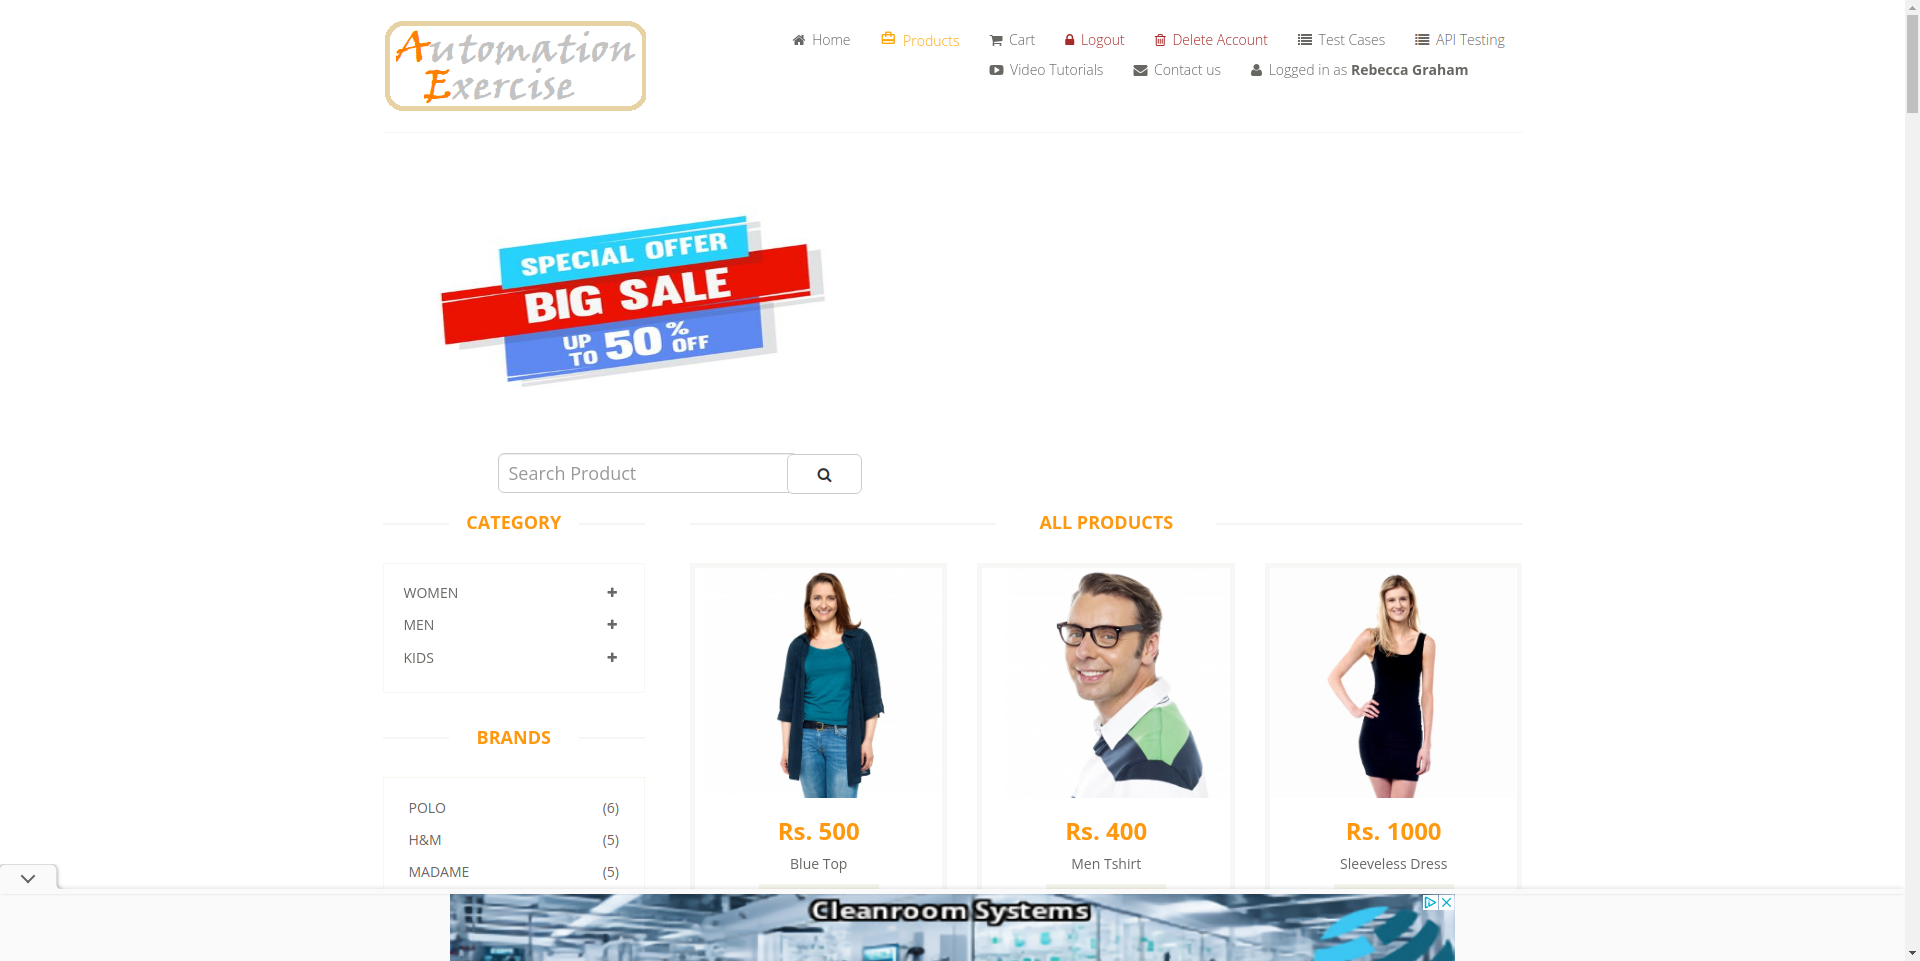 Automation
Exercise
Home
Products
Cart
Logout
Delete Account
Test Cases
API Testing
Video Tutorials
Contact us
Logged in as Rebecca Graham
SPECIAL OFFER
BIG SALE
UP TO 50% OFF
Search Product
CATEGORY
WOMEN
MEN
KIDS
BRANDS
POLO (6)
H&M (5)
MADAME (5)
ALL PRODUCTS
Rs. 500
Blue Top
Rs. 400
Men Tshirt
Rs. 1000
Sleeveless Dress
Cleanroom Systems